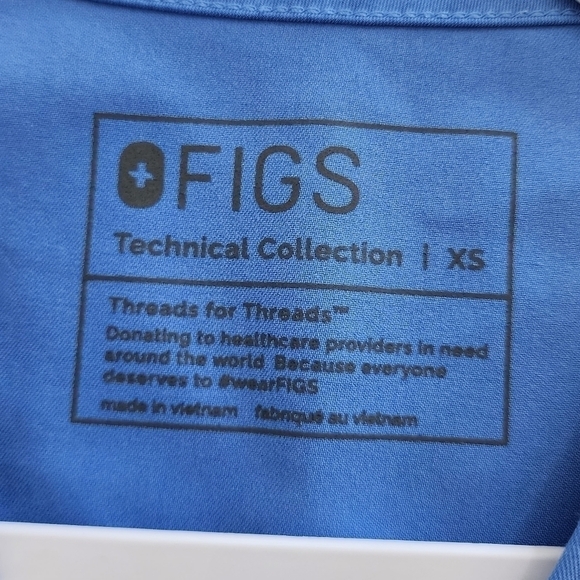 FIGS
Technical Collection | XS
Threads for Threads™
Donating to healthcare providers in need
around the world Because everyone
deserves to #wearFIGS
made in vietnam fabriqué au vietnam